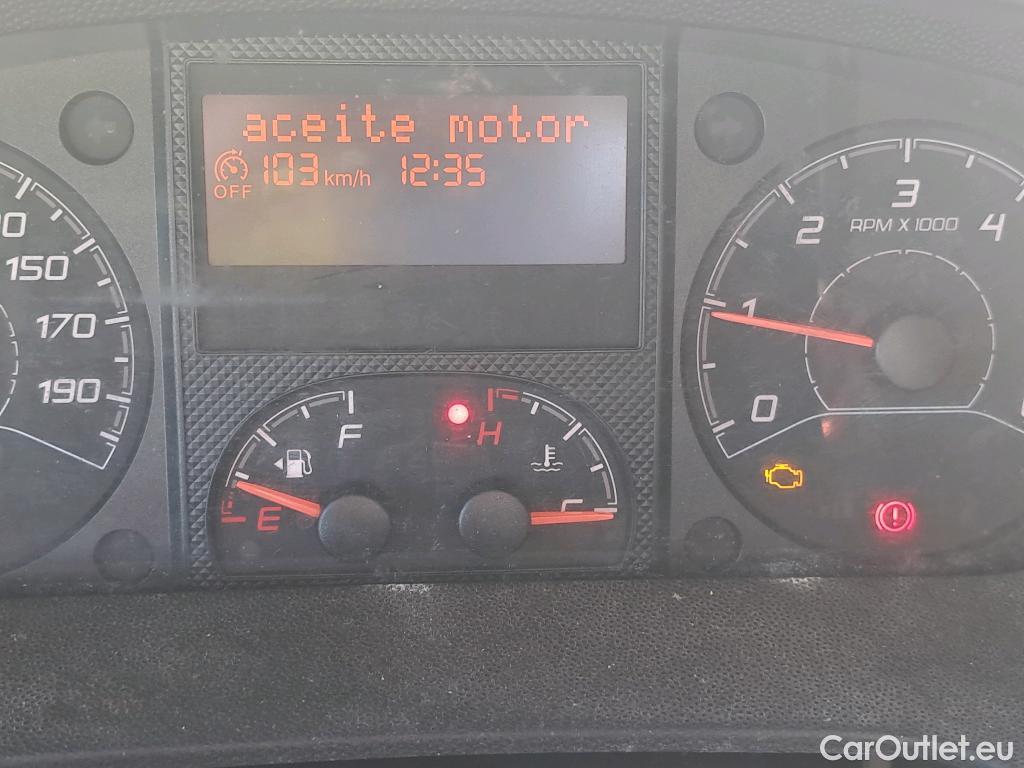 aceite motor
OFF 103 km/h 12:35
150
170
190
0
1
2
3
4
RPM X 1000
F
E
H
CarOutlet.eu